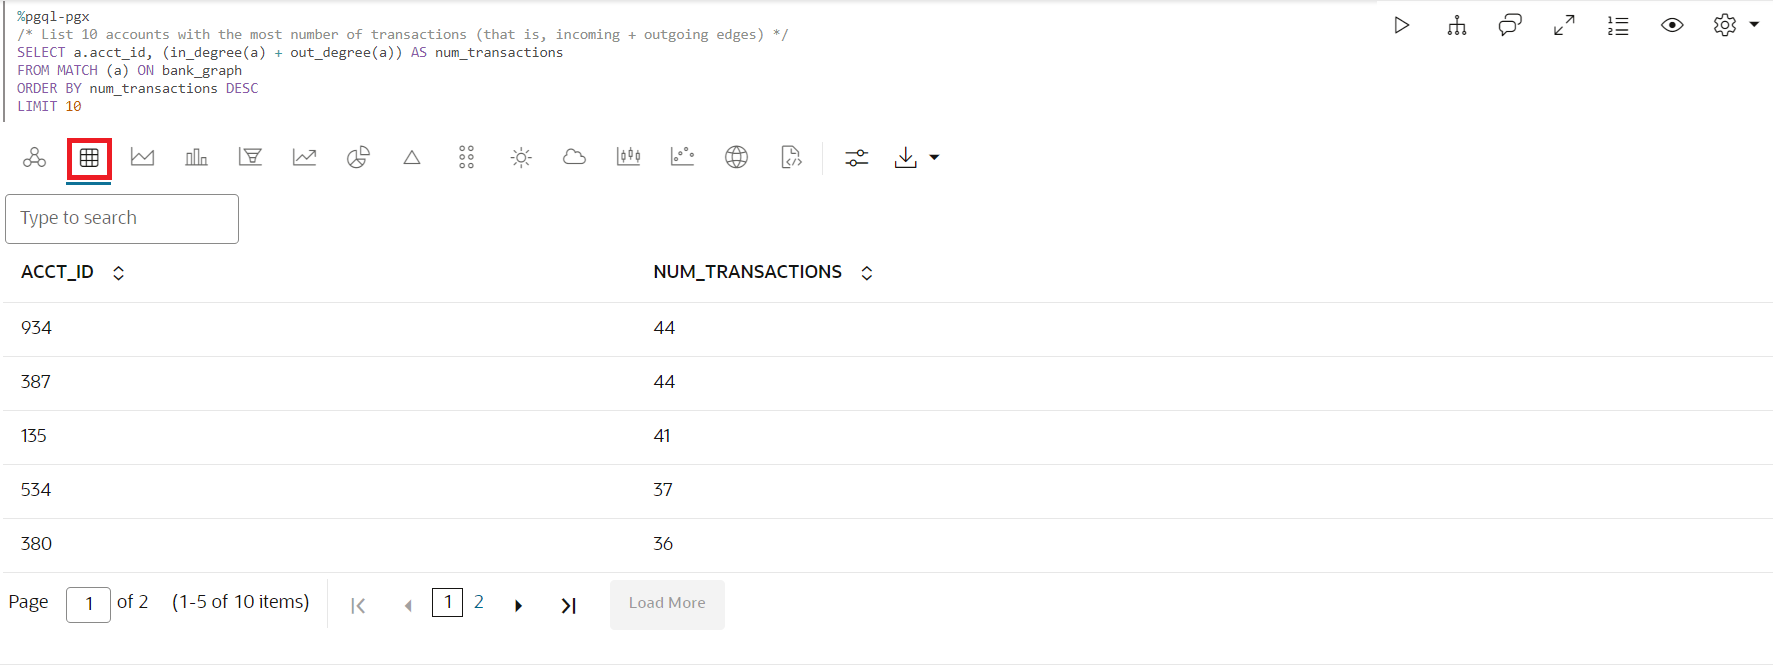 %pgql-pgx
/* List 10 accounts with the most number of transactions (that is, incoming + outgoing edges) */
SELECT a.acct_id, (in_degree(a) + out_degree(a)) AS num_transactions
FROM MATCH (a) ON bank_graph
ORDER BY num_transactions DESC
LIMIT 10
Type to search
ACCT_ID NUM_TRANSACTIONS
934 44
387 44
135 41
534 37
380 36
Page 1 of 2 (1-5 of 10 items) 1 2 Load More